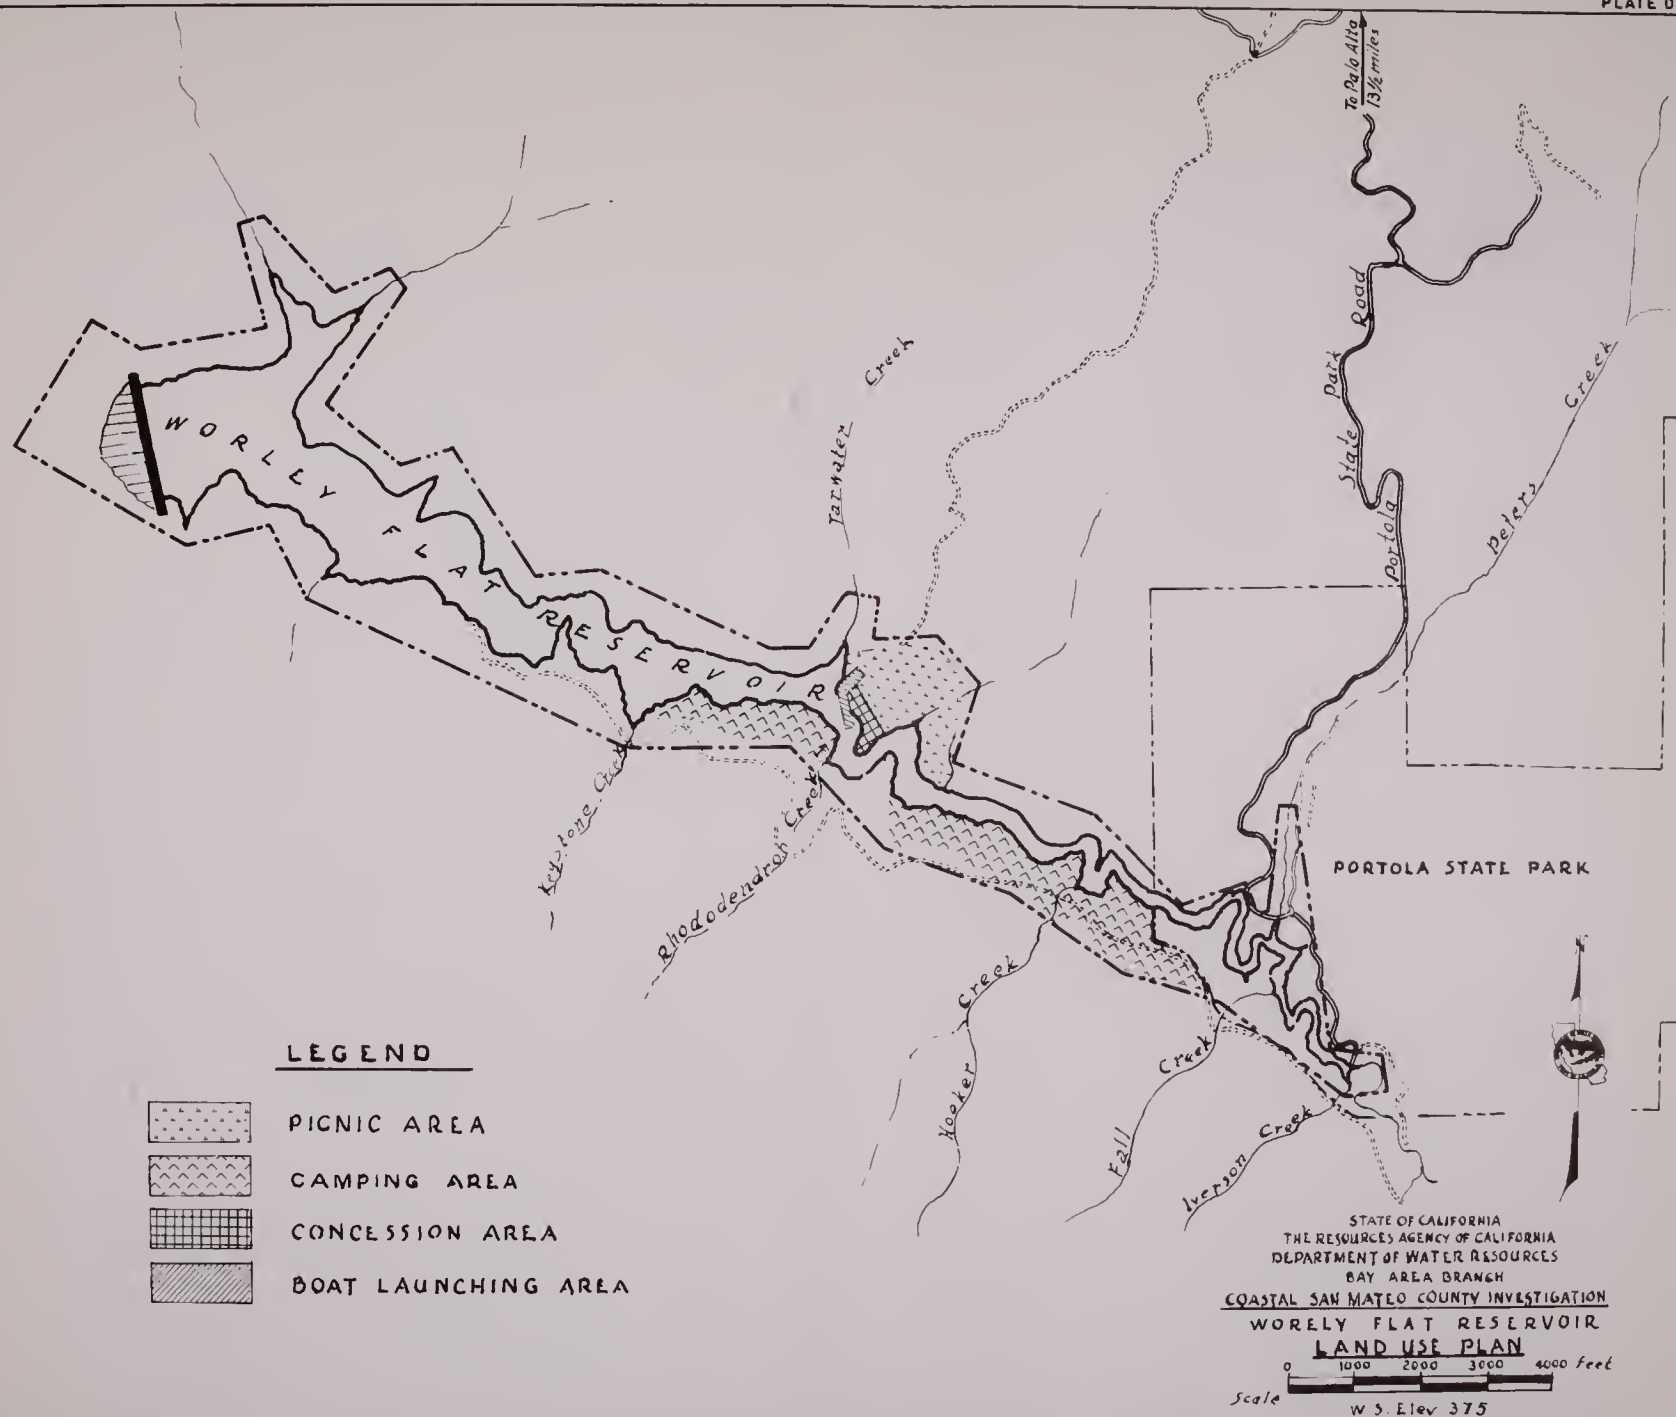 PLATE D
To Palo Alto
13 1/2 miles
Portola State Park Road
Peters Creek
Tarwater Creek
WORLEY FLAT RESERVOIR
Keystone Creek
Rhododendron Creek
PORTOLA STATE PARK
Hooker Creek
Fall Creek
Iverson Creek
N
LEGEND
PICNIC AREA
CAMPING AREA
CONCESSION AREA
BOAT LAUNCHING AREA
STATE OF CALIFORNIA
THE RESOURCES AGENCY OF CALIFORNIA
DEPARTMENT OF WATER RESOURCES
BAY AREA BRANCH
COASTAL SAN MATEO COUNTY INVESTIGATION
WORELY FLAT RESERVOIR
LAND USE PLAN
0 1000 2000 3000 4000 Feet
Scale
W.S. Elev 375